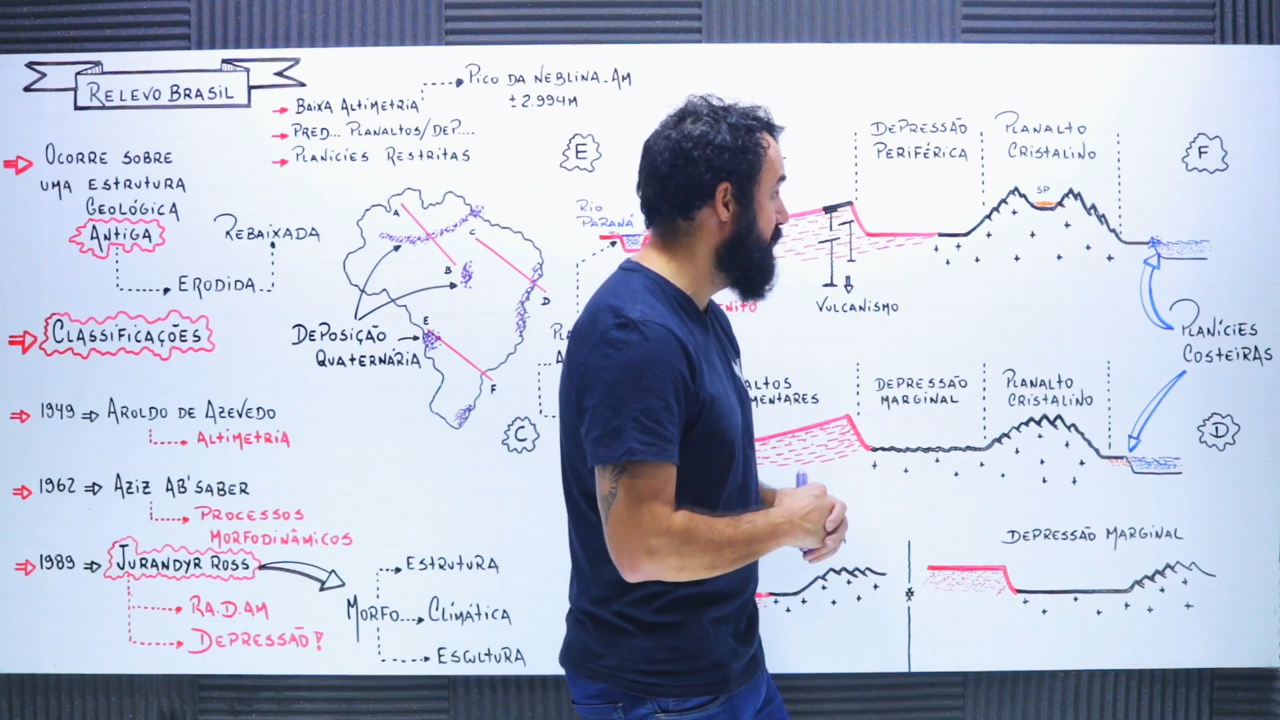 RELEVO BRASIL
BAIXA ALTIMETRIA
PICO DA NEBLINA-AM
±2.994M
PRED... PLANALTOS/DEP....
PLANÍCIES RESTRITAS
OCORRE SOBRE
UMA ESTRUTURA
GEOLÓGICA
ANTIGA
REBAIXADA
ERODIDA
CLASSIFICAÇÕES
1949 ⇒ AROLDO DE AZEVEDO
ALTIMETRIA
1962 ⇒ AZIZ AB'SABER
PROCESSOS
MORFODINÂMICOS
1989 ⇒ JURANDYR ROSS
RA.D.AM
DEPRESSÃO!
ESTRUTURA
MORFO... CLIMÁTICA
ESCULTURA
A
B
C
D
E
F
DEPOSIÇÃO
QUATERNÁRIA
E
RIO
PARANÁ
DEPRESSÃO
PERIFÉRICA
PLANALTO
CRISTALINO
SP
F
VULCANISMO
PLANÍCIES
COSTEIRAS
C
DEPRESSÃO
MARGINAL
PLANALTO
CRISTALINO
D
DEPRESSÃO MARGINAL